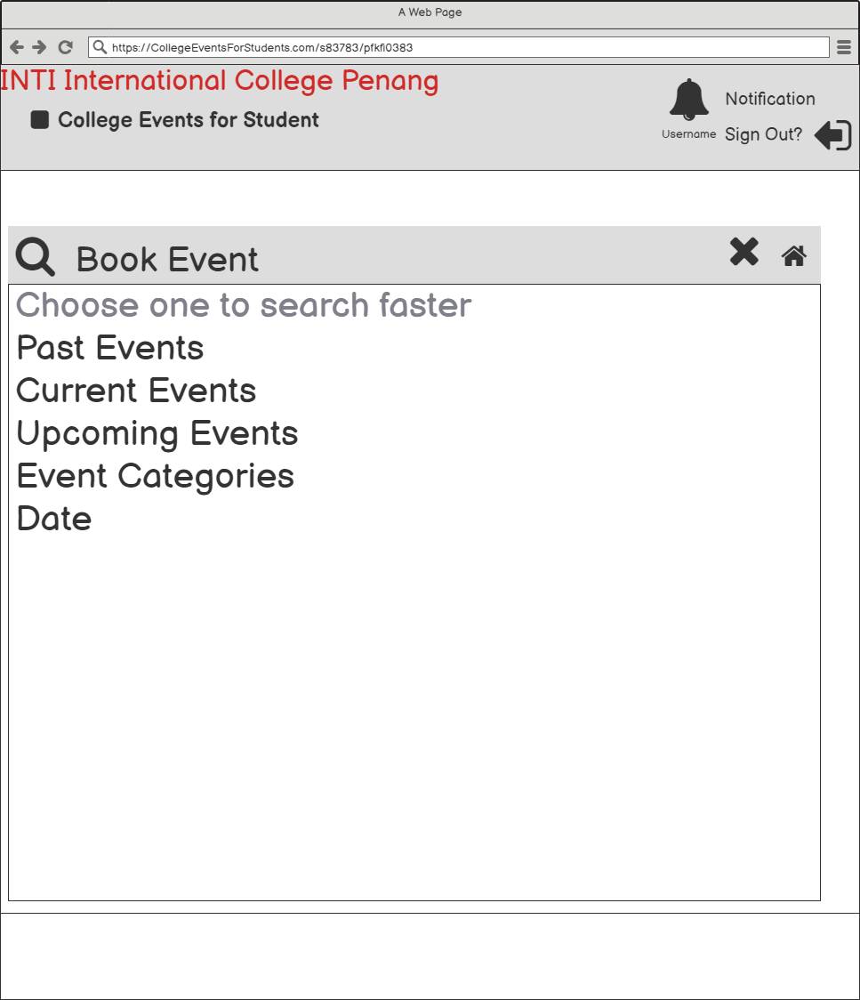 A Web Page
https://CollegeEventsForStudents.com/s83783/pfkfi0383
INTI International College Penang
College Events for Student
Notification
Username
Sign Out?
Book Event
Choose one to search faster
Past Events
Current Events
Upcoming Events
Event Categories
Date